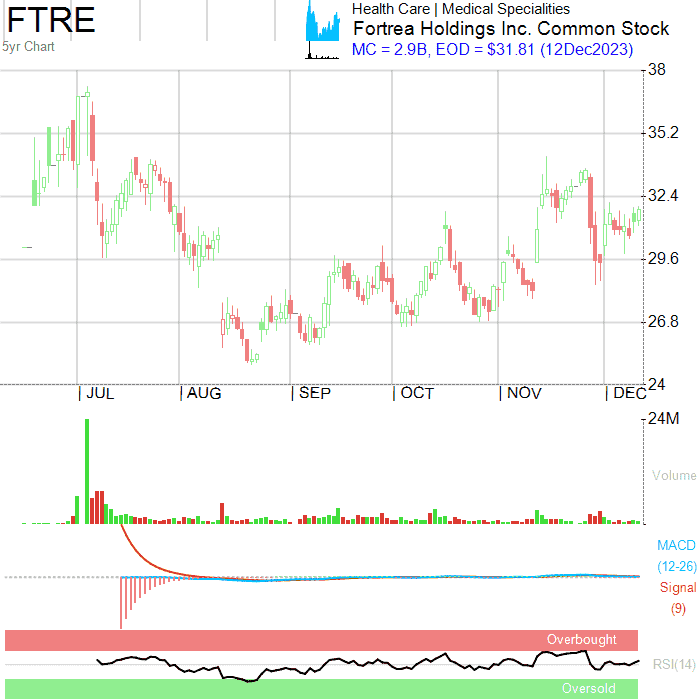 FTRE
5yr Chart
Health Care | Medical Specialities
Fortrea Holdings Inc. Common Stock
MC = 2.9B, EOD = $31.81 (12Dec2023)
38
35.2
32.4
29.6
26.8
24
| JUL | AUG | SEP | OCT | NOV | DEC
24M
Volume
MACD
(12-26)
Signal
(9)
Overbought
RSI(14)
Oversold